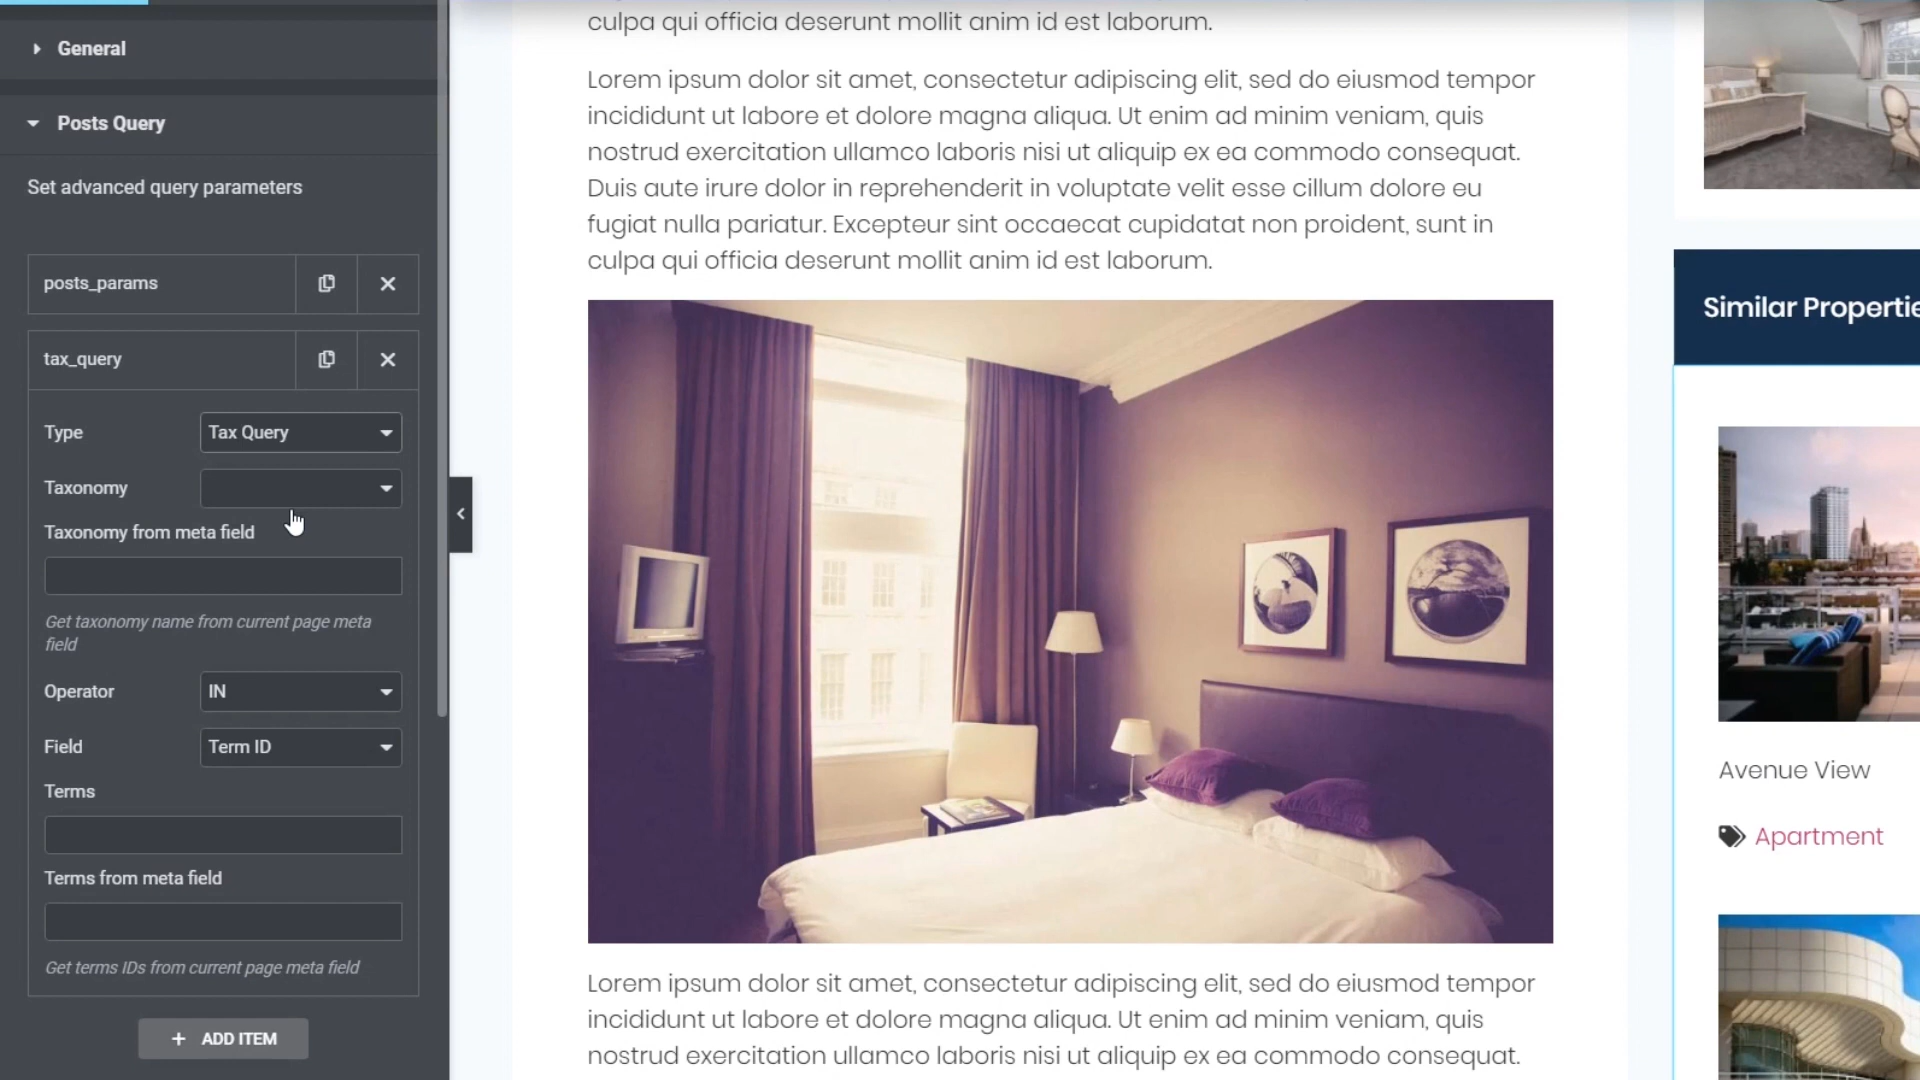 General
Posts Query
Set advanced query parameters
posts_params
tax_query
Type
Tax Query
Taxonomy
Taxonomy from meta field
Get taxonomy name from current page meta
field
Operator
IN
Field
Term ID
Terms
Terms from meta field
Get terms IDs from current page meta field
+ ADD ITEM
culpa qui officia deserunt mollit anim id est laborum.
Lorem ipsum dolor sit amet, consectetur adipiscing elit, sed do eiusmod tempor
incididunt ut labore et dolore magna aliqua. Ut enim ad minim veniam, quis
nostrud exercitation ullamco laboris nisi ut aliquip ex ea commodo consequat.
Duis aute irure dolor in reprehenderit in voluptate velit esse cillum dolore eu
fugiat nulla pariatur. Excepteur sint occaecat cupidatat non proident, sunt in
culpa qui officia deserunt mollit anim id est laborum.
Lorem ipsum dolor sit amet, consectetur adipiscing elit, sed do eiusmod tempor
incididunt ut labore et dolore magna aliqua. Ut enim ad minim veniam, quis
nostrud exercitation ullamco laboris nisi ut aliquip ex ea commodo consequat.
Similar Propertie
Avenue View
Apartment